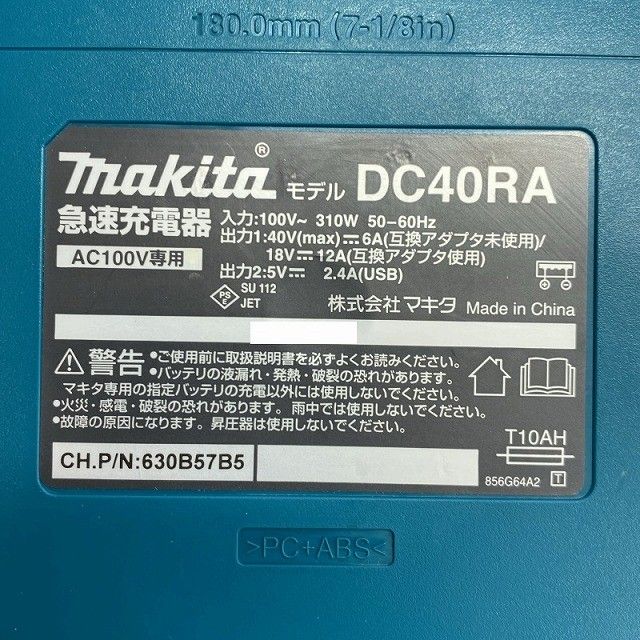 180.0mm (7-1/8in)
makita® モデル DC40RA
急速充電器
AC100V専用
入力:100V~ 310W 50-60Hz
出力1:40V(max)⎓6A(互換アダプタ未使用)/
18V⎓12A(互換アダプタ使用)
出力2:5V⎓ 2.4A(USB)
PS
E
SU 112
JET
株式会社マキタ Made in China
警告
•ご使用前に取扱説明書を必ずよくお読みください。
•バッテリの液漏れ・発熱・破裂の恐れがあります。
マキタ専用の指定バッテリの充電以外には使用しないでください。
•火災・感電・破裂の恐れがあります。雨中では使用しないでください。
•故障の原因になります。昇圧器は使用しないでください。
T10AH
CH.P/N:630B57B5
856G64A2 T
>PC+ABS<